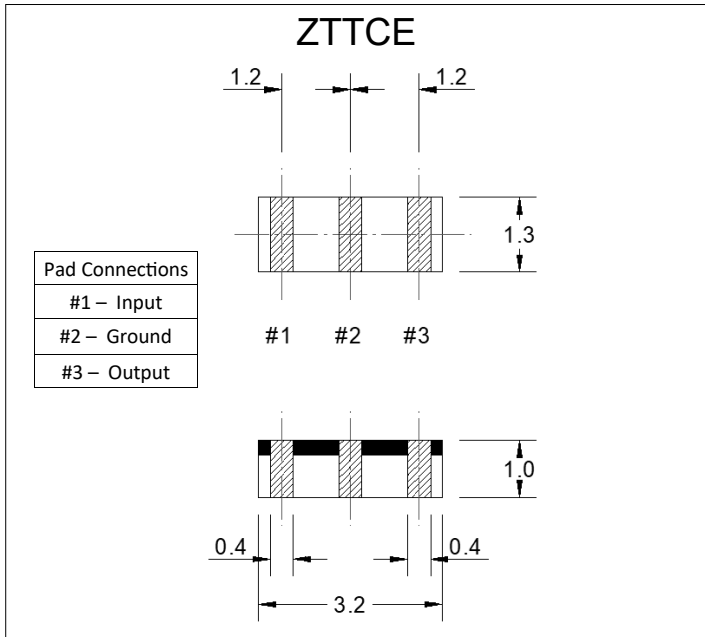 ZTTCE
1.2 1.2
1.3
Pad Connections
#1 – Input
#2 – Ground
#3 – Output
#1 #2 #3
1.0
0.4 0.4
3.2